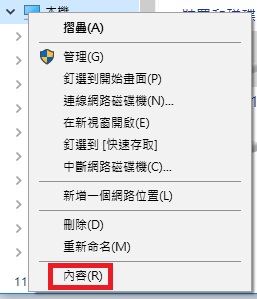 本機
摺疊(A)
管理(G)
釘選到開始畫面(P)
連線網路磁碟機(N)...
在新視窗開啟(E)
釘選到 [快速存取]
中斷網路磁碟機(C)...
新增一個網路位置(L)
刪除(D)
重新命名(M)
內容(R)
11